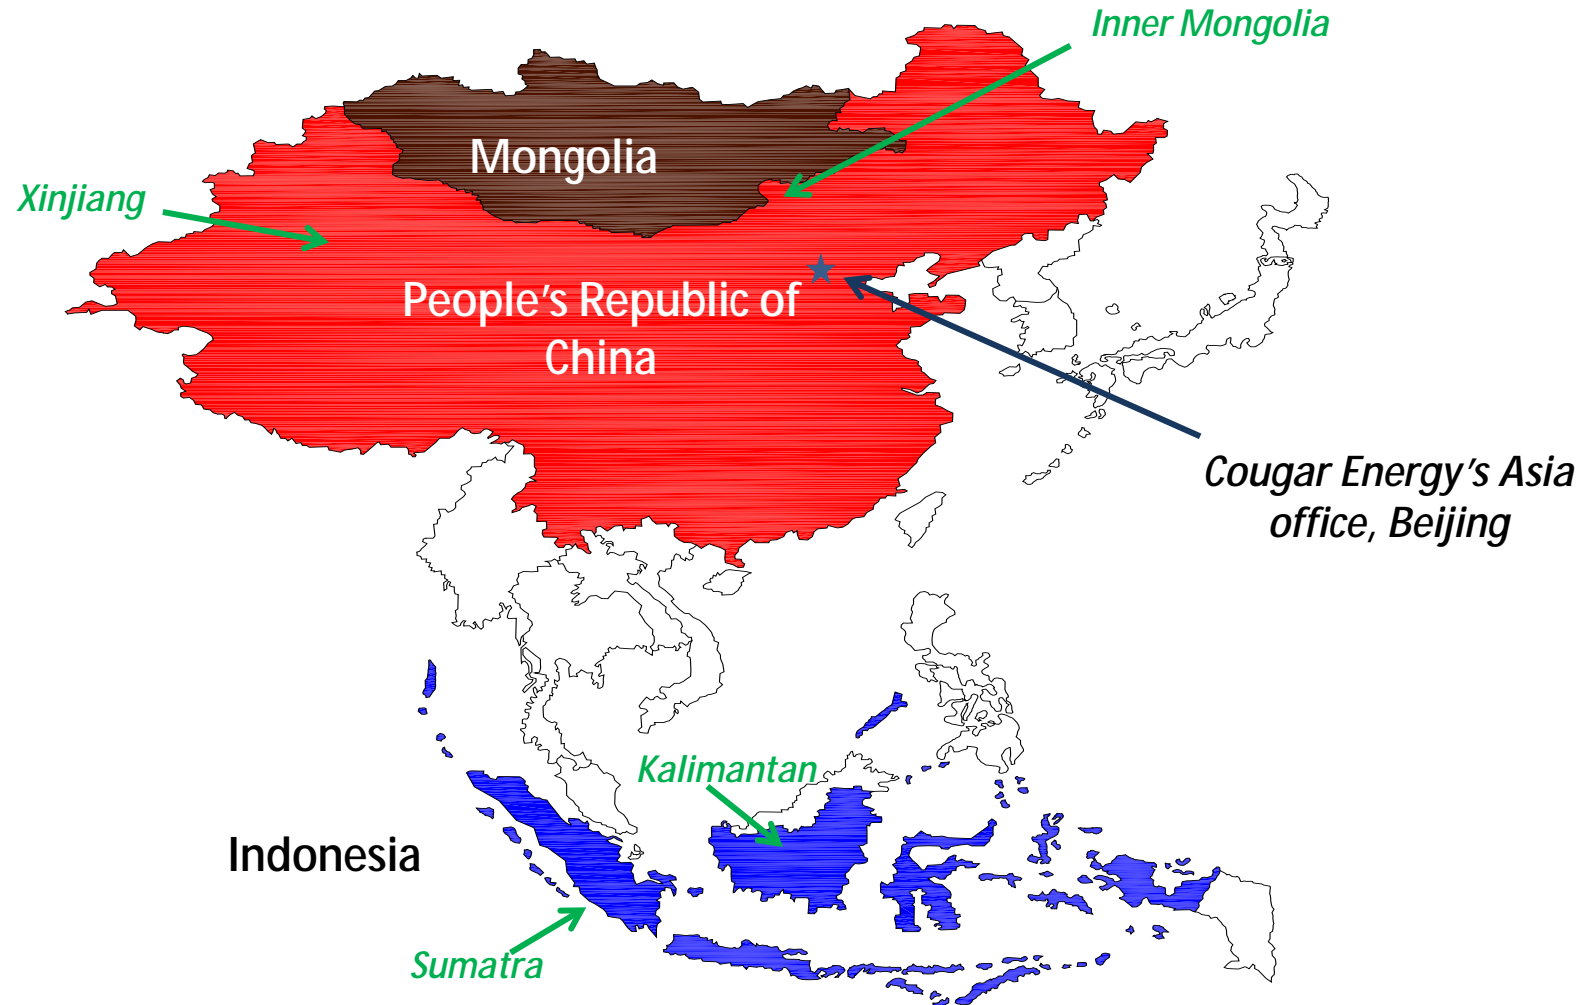 Inner Mongolia
Mongolia
Xinjiang
People's Republic of
China
Cougar Energy's Asia
office, Beijing
Kalimantan
Indonesia
Sumatra